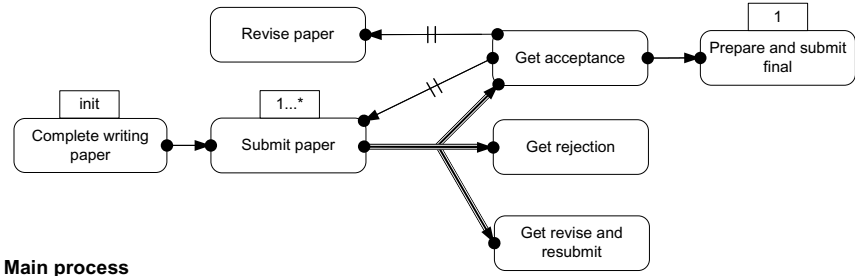 1
Revise paper
Get acceptance
Prepare and submit
final
init
1...*
Complete writing
paper
Submit paper
Get rejection
Get revise and
resubmit
Main process